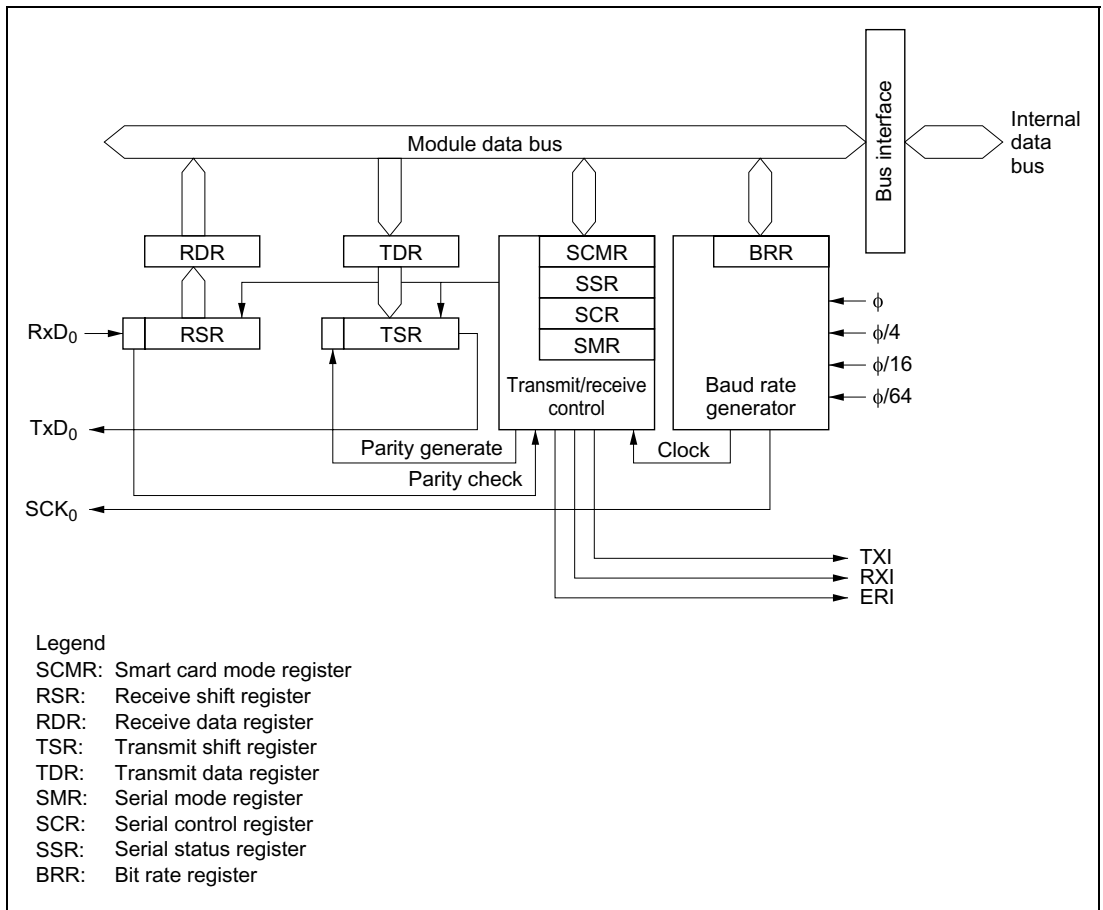 Bus interface
Internal
data
bus
Module data bus
RDR
TDR
SCMR
BRR
SSR
SCR
SMR
RSR
TSR
RxD₀
ϕ
ϕ/4
ϕ/16
ϕ/64
Transmit/receive
control
Baud rate
generator
TxD₀
Parity generate
Clock
Parity check
SCK₀
TXI
RXI
ERI
Legend
SCMR: Smart card mode register
RSR: Receive shift register
RDR: Receive data register
TSR: Transmit shift register
TDR: Transmit data register
SMR: Serial mode register
SCR: Serial control register
SSR: Serial status register
BRR: Bit rate register